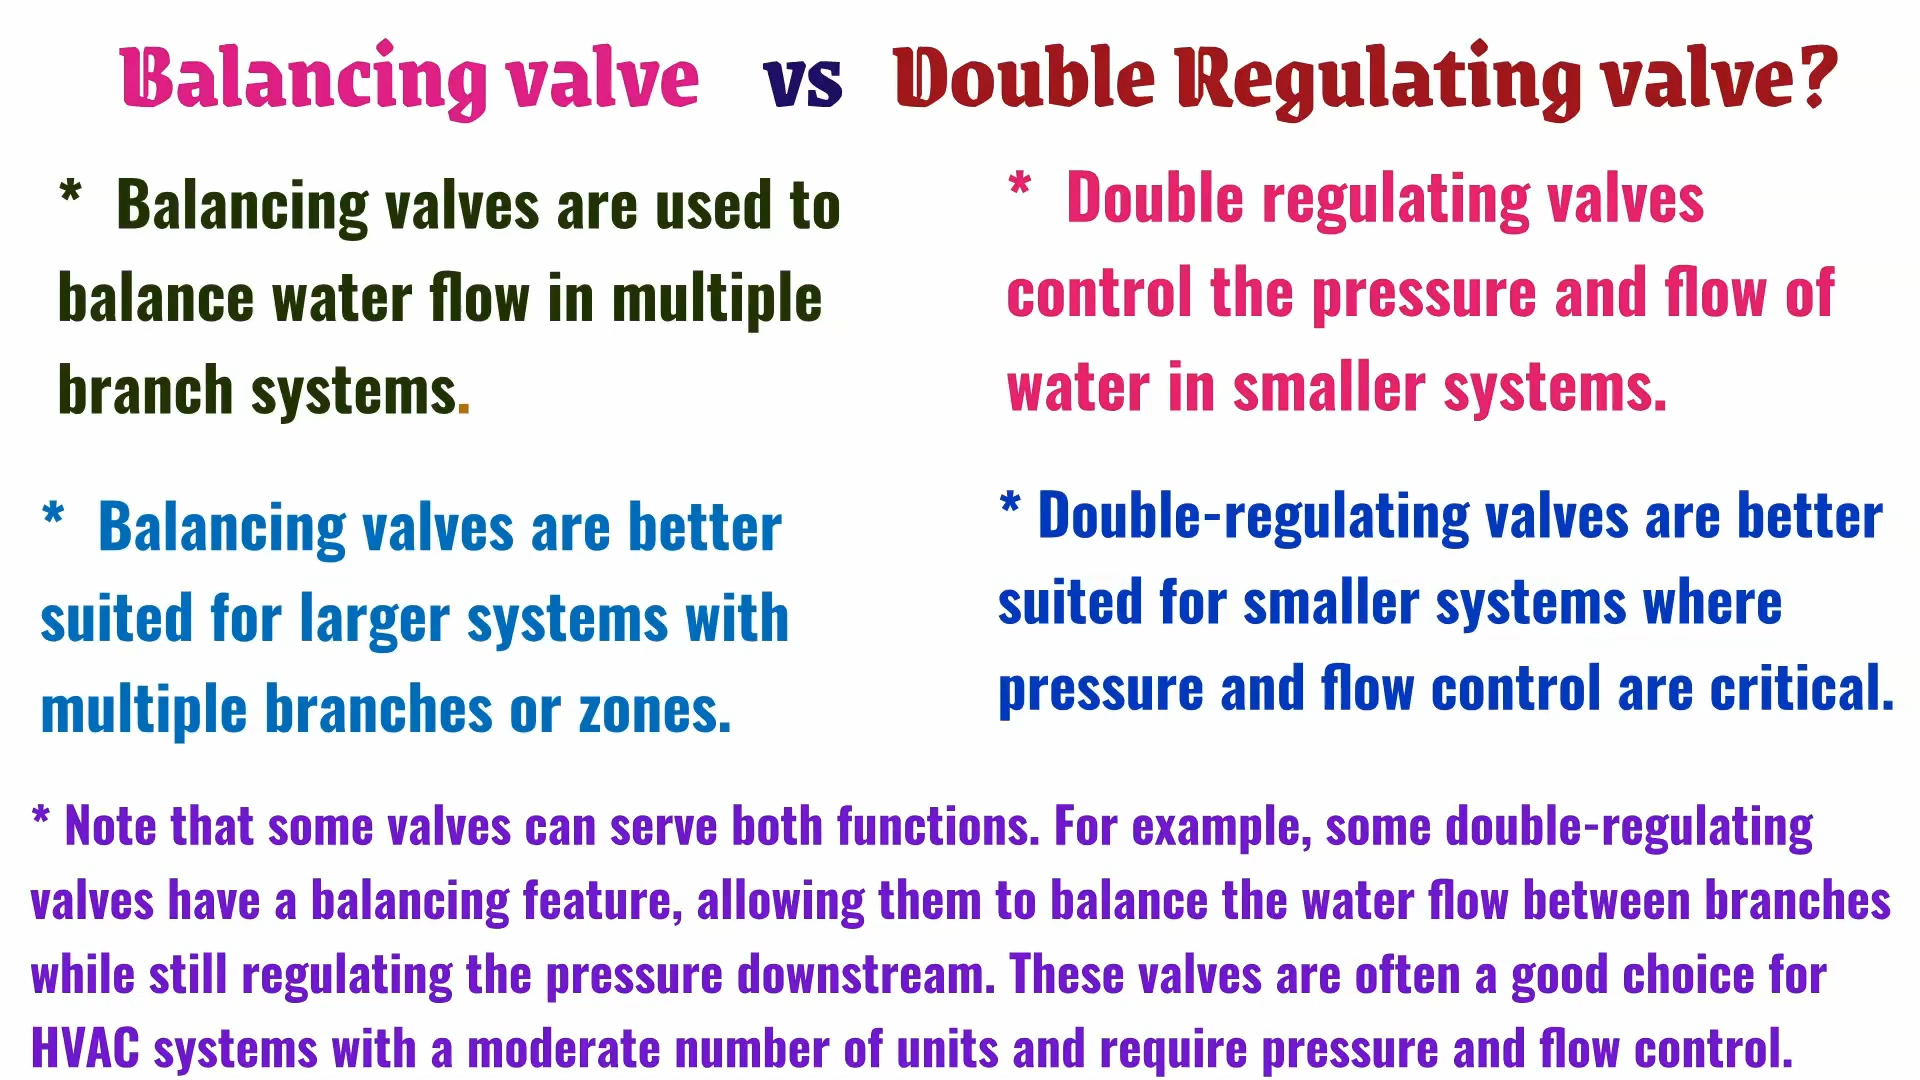 Balancing valve vs Double Regulating valve?
* Balancing valves are used to
balance water flow in multiple
branch systems.
* Balancing valves are better
suited for larger systems with
multiple branches or zones.
* Double regulating valves
control the pressure and flow of
water in smaller systems.
* Double-regulating valves are better
suited for smaller systems where
pressure and flow control are critical.
* Note that some valves can serve both functions. For example, some double-regulating
valves have a balancing feature, allowing them to balance the water flow between branches
while still regulating the pressure downstream. These valves are often a good choice for
HVAC systems with a moderate number of units and require pressure and flow control.